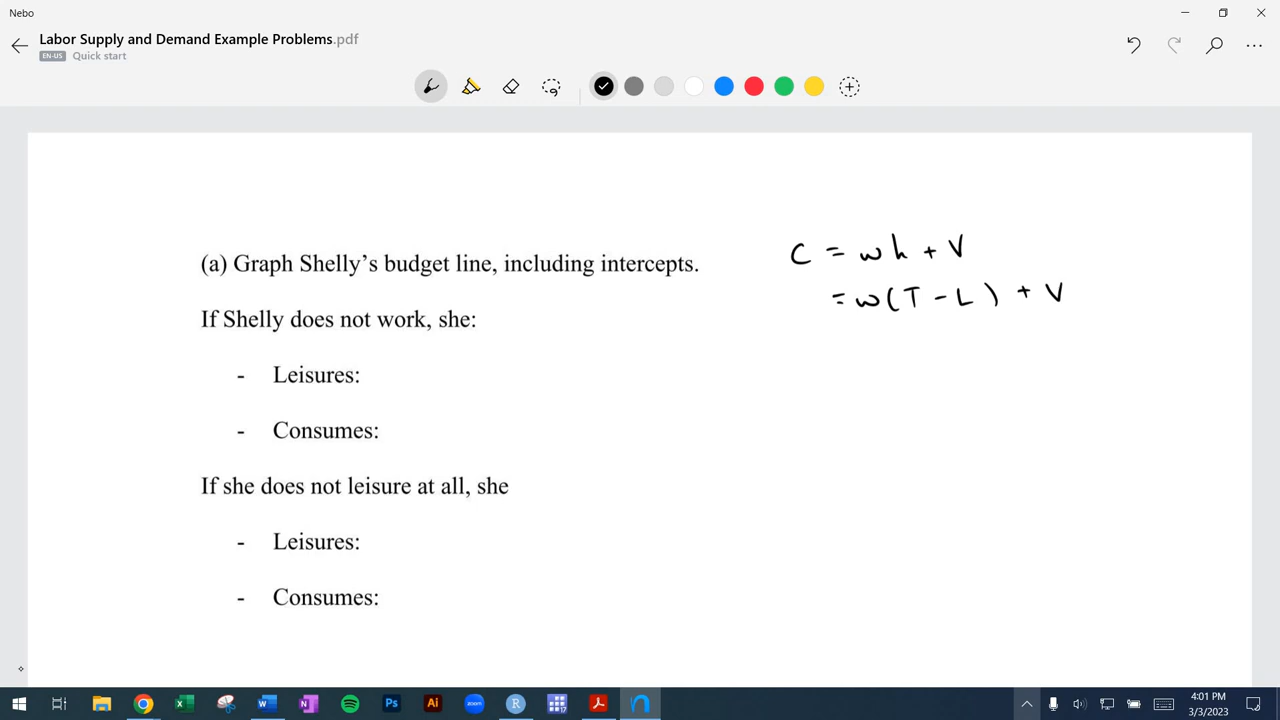 Nebo
Labor Supply and Demand Example Problems.pdf
EN-US Quick start
(a) Graph Shelly’s budget line, including intercepts.
If Shelly does not work, she:
- Leisures:
- Consumes:
If she does not leisure at all, she
- Leisures:
- Consumes:
C = wh + V
= w(T - L) + V
4:01 PM
3/3/2023